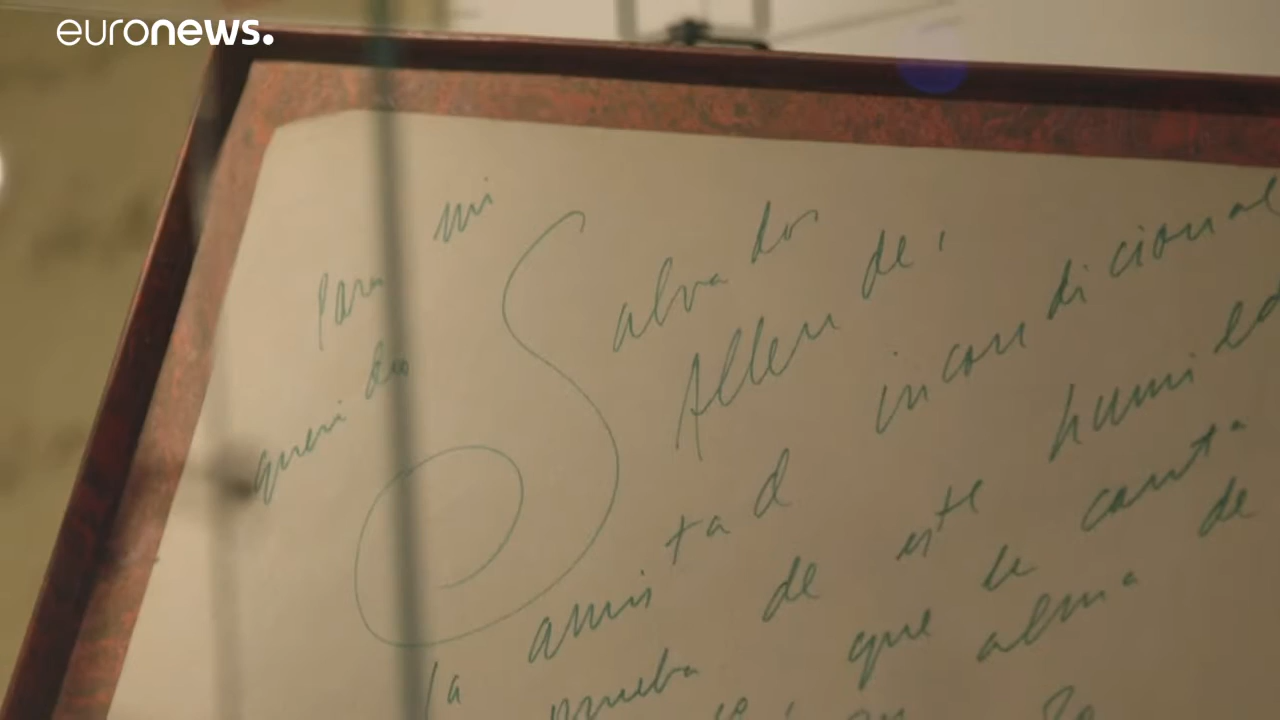 euronews.
Para mi
querido
Salvador
Allende,
la amistad incondicional
prueba de este humilde
que le canta
alma de